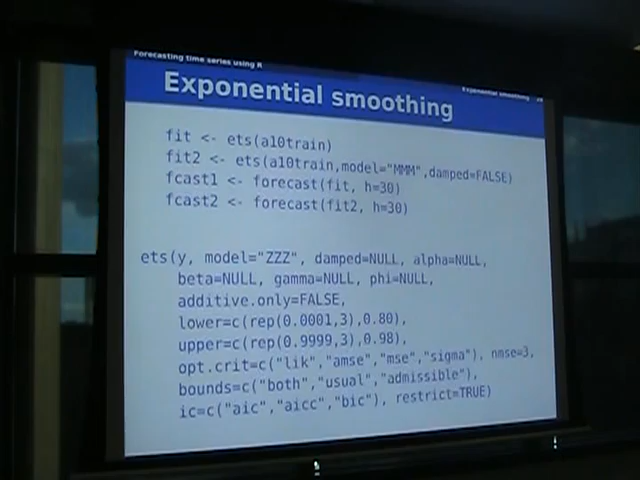 Forecasting time series using R
Exponential smoothing
Exponential smoothing
fit <- ets(a10train)
fit2 <- ets(a10train,model="MMM",damped=FALSE)
fcast1 <- forecast(fit, h=30)
fcast2 <- forecast(fit2, h=30)
ets(y, model="ZZZ", damped=NULL, alpha=NULL,
beta=NULL, gamma=NULL, phi=NULL,
additive.only=FALSE,
lower=c(rep(0.0001,3),0.80),
upper=c(rep(0.9999,3),0.98),
opt.crit=c("lik","amse","mse","sigma"), nmse=3,
bounds=c("both","usual","admissible"),
ic=c("aic","aicc","bic"), restrict=TRUE)